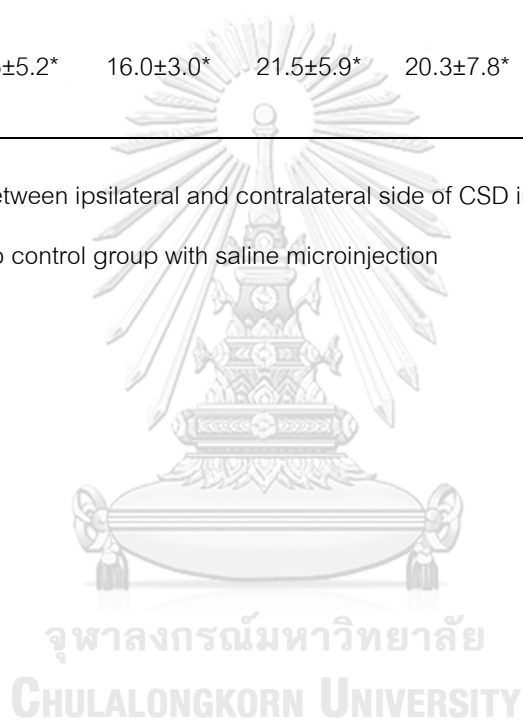 ±5.2* 16.0±3.0* 21.5±5.9* 20.3±7.8*
between ipsilateral and contralateral side of CSD i
control group with saline microinjection
จุฬาลงกรณ์มหาวิทยาลัย
CHULALONGKORN UNIVERSITY